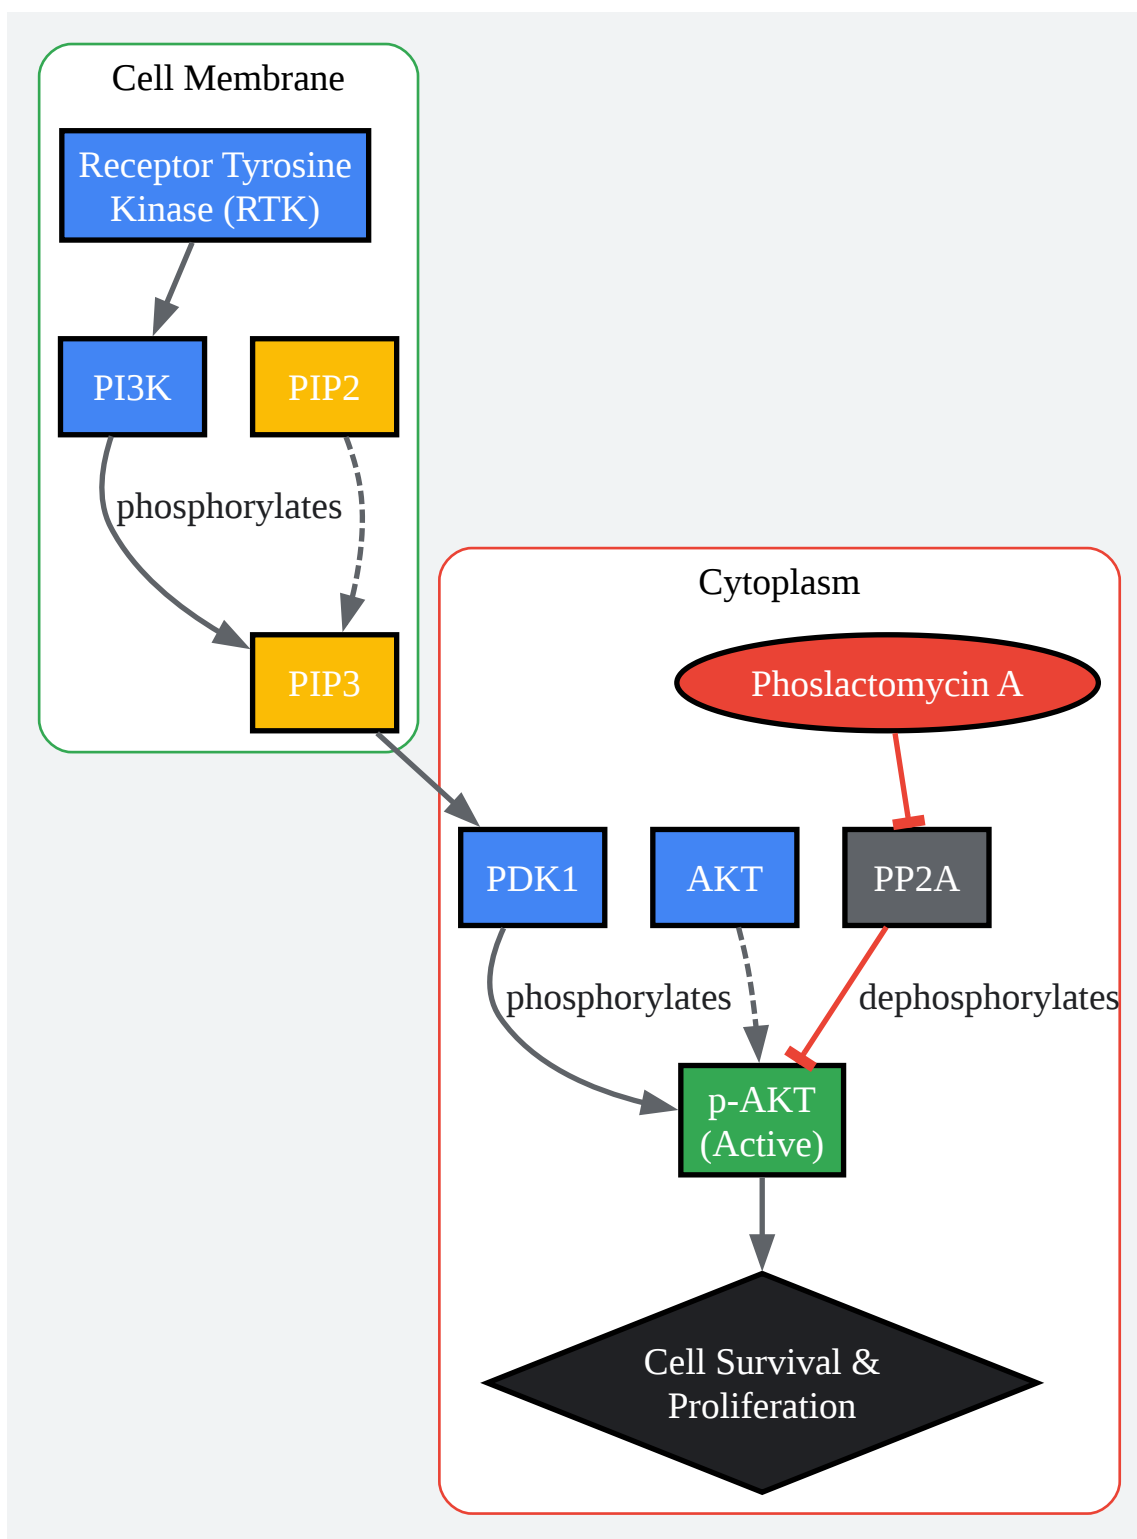 Cell Membrane
Receptor Tyrosine
Kinase (RTK)
PI3K
PIP2
phosphorylates
PIP3
Cytoplasm
Phoslactomycin A
PDK1
AKT
PP2A
phosphorylates
dephosphorylates
p-AKT
(Active)
Cell Survival &
Proliferation